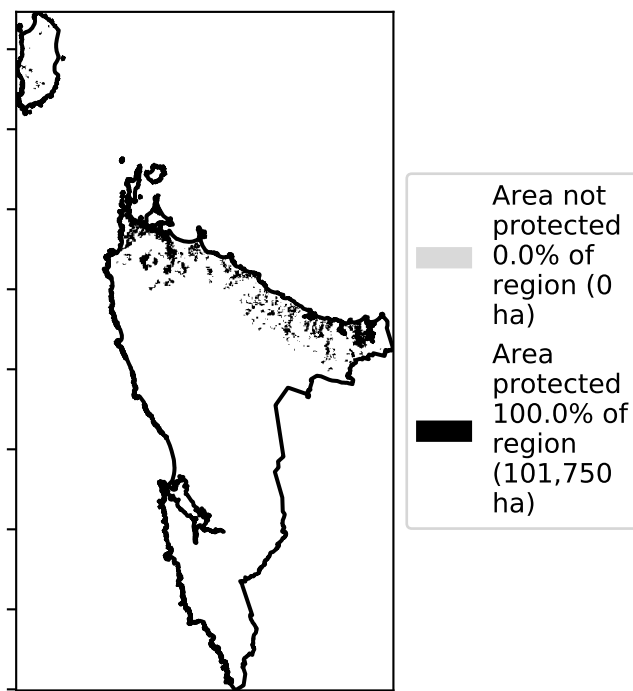 Area not
protected
0.0% of
region (0
ha)
Area
protected
100.0% of
region
(101,750
ha)